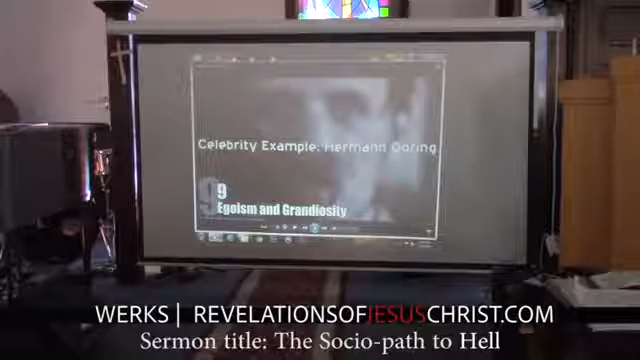 Celebrity Example: Hermann Goring
9
Egoism and Grandiosity
WERKS | REVELATIONSOFJESUSCHRIST.COM
Sermon title: The Socio-path to Hell